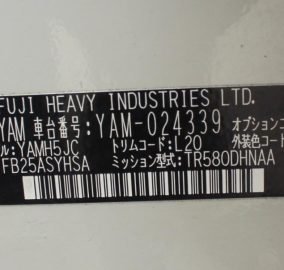 FUJI HEAVY INDUSTRIES LTD.
YAM 車台番号: YAM-024339 オプションコ
ル: YAMH5JC トリムコード: L20 外装色コード
FB25ASYHSA ミッション型式: TR580DHNAA